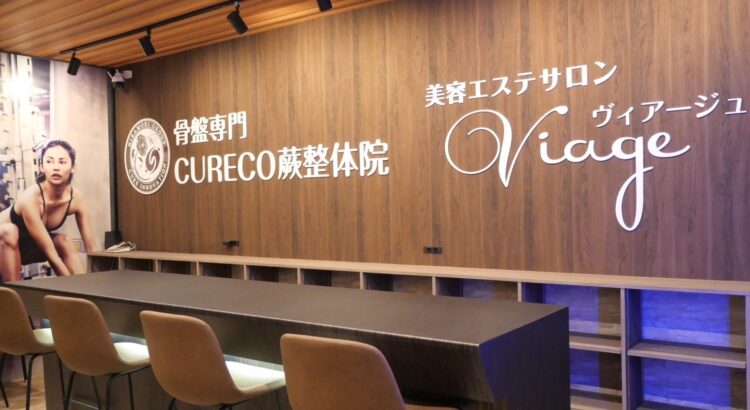 骨盤専門
CURECO蕨整体院
美容エステサロン
ヴィアージュ
Viage